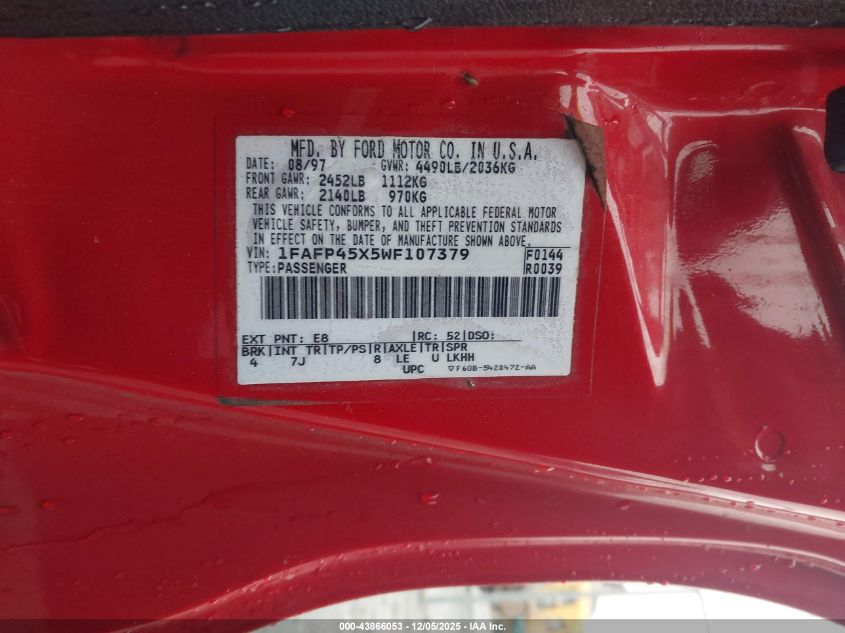 MFD. BY FORD MOTOR CO. IN U.S.A.
DATE: 08/97 GVWR: 4490LB/2036KG
FRONT GAWR: 2452LB 1112KG
REAR GAWR: 2140LB 970KG
THIS VEHICLE CONFORMS TO ALL APPLICABLE FEDERAL MOTOR
VEHICLE SAFETY, BUMPER, AND THEFT PREVENTION STANDARDS
IN EFFECT ON THE DATE OF MANUFACTURE SHOWN ABOVE.
VIN: 1FAFP45X5WF107379 F0144
TYPE: PASSENGER R0039
EXT PNT: E8 |RC: 52|DSO:
BRK|INT TR|TP/PS|R|AXLE|TR|SPR
4 7J 8 LE U LKHH
UPC ▽F60B-5420472-AA
000-43866053 - 12/05/2025 - IAA Inc.